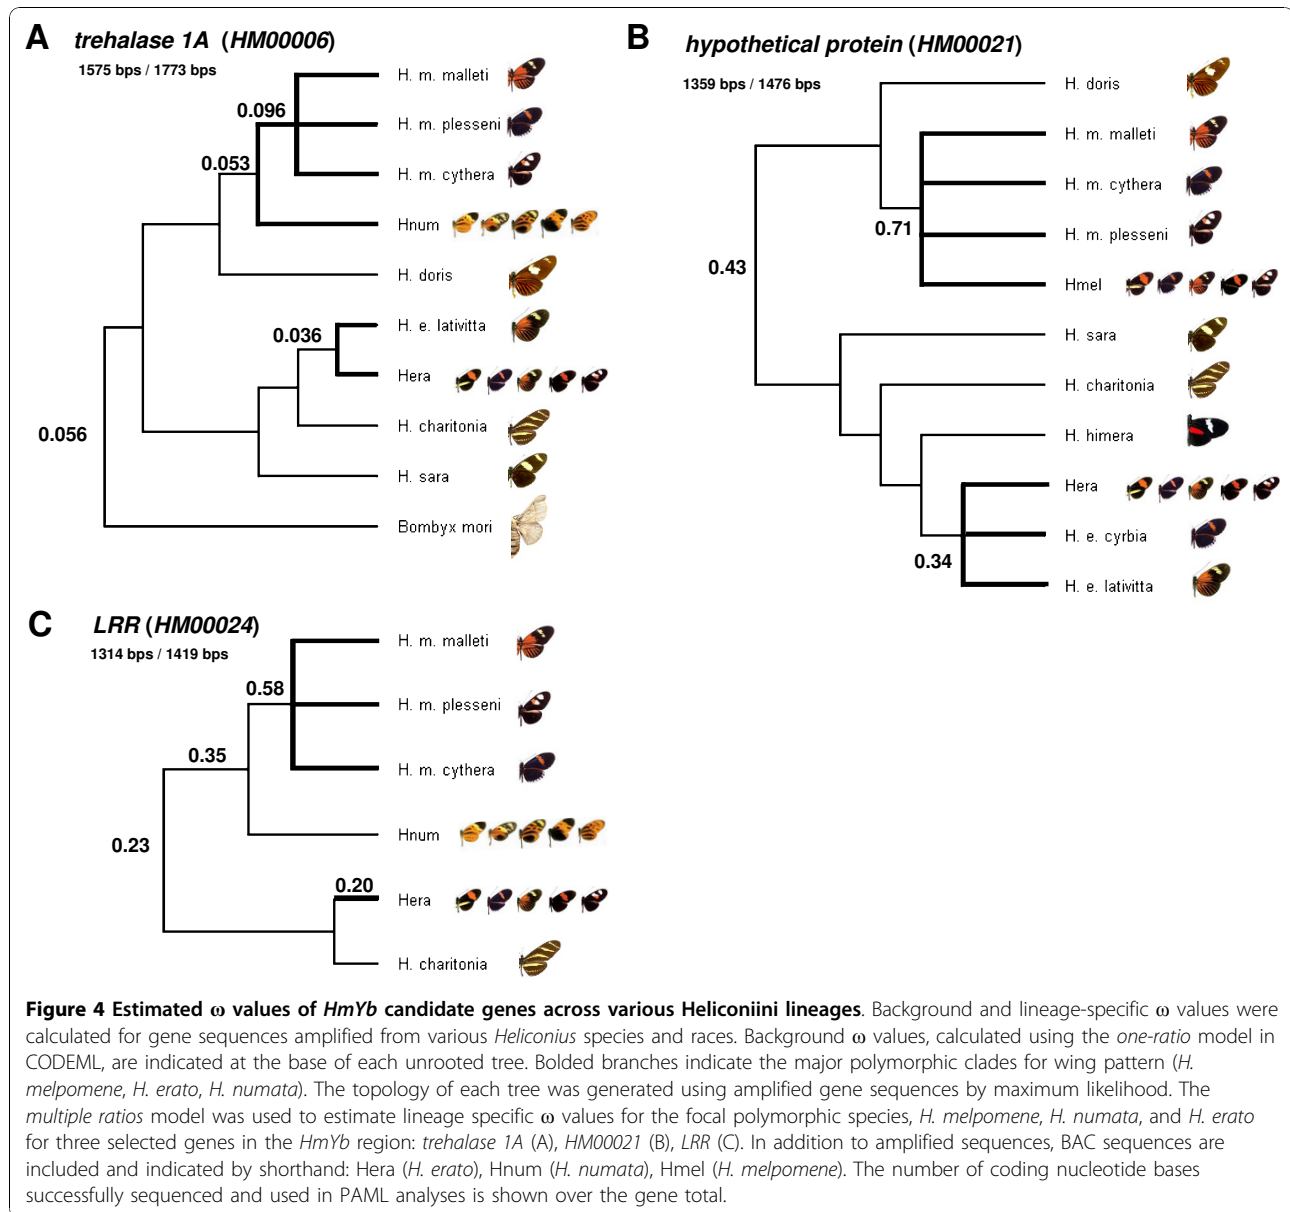 A trehalase 1A (HM00006)
1575 bps / 1773 bps
H. m. malleti
0.096
H. m. plesseni
0.053
H. m. cythera
Hnum
H. doris
H. e. lativitta
0.036
Hera
H. charitonia
0.056
H. sara
Bombyx mori
B hypothetical protein (HM00021)
1359 bps / 1476 bps
H. doris
H. m. malleti
H. m. cythera
0.71
H. m. plesseni
0.43
Hmel
H. sara
H. charitonia
H. himera
Hera
H. e. cyrbia
0.34
H. e. lativitta
C LRR (HM00024)
1314 bps / 1419 bps
H. m. malleti
0.58
H. m. plesseni
0.35
H. m. cythera
Hnum
0.23
0.20
Hera
H. charitonia
Figure 4 Estimated ω values of HmYb candidate genes across various Heliconiini lineages. Background and lineage-specific ω values were
calculated for gene sequences amplified from various Heliconius species and races. Background ω values, calculated using the one-ratio model in
CODEML, are indicated at the base of each unrooted tree. Bolded branches indicate the major polymorphic clades for wing pattern (H.
melpomene, H. erato, H. numata). The topology of each tree was generated using amplified gene sequences by maximum likelihood. The
multiple ratios model was used to estimate lineage specific ω values for the focal polymorphic species, H. melpomene, H. numata, and H. erato
for three selected genes in the HmYb region: trehalase 1A (A), HM00021 (B), LRR (C). In addition to amplified sequences, BAC sequences are
included and indicated by shorthand: Hera (H. erato), Hnum (H. numata), Hmel (H. melpomene). The number of coding nucleotide bases
successfully sequenced and used in PAML analyses is shown over the gene total.